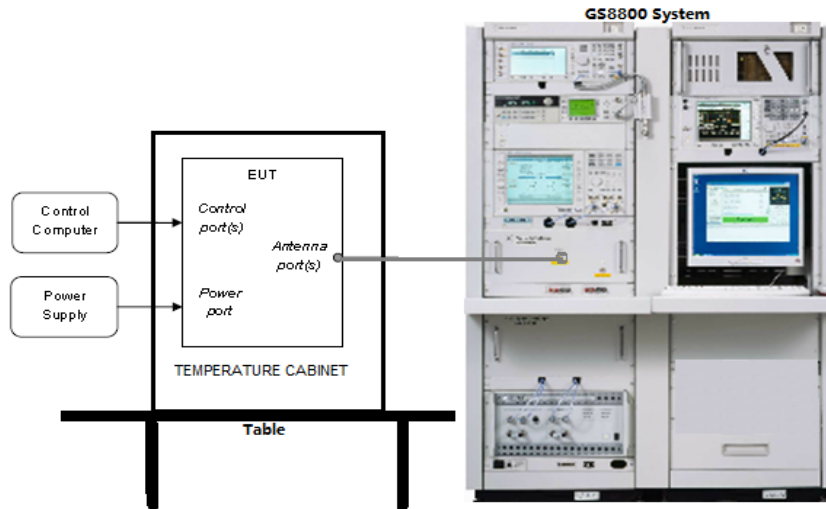 GS8800 System
EUT
Control
Computer
Control
port(s)
Antenna
port(s)
Power
Supply
Power
port
TEMPERATURE CABINET
Table